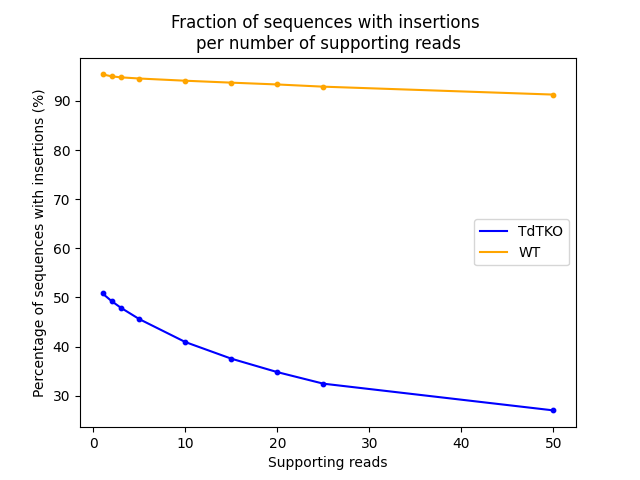 Fraction of sequences with insertions
per number of supporting reads
Percentage of sequences with insertions (%)
90
80
70
60
50
40
30
TdTKO
WT
0 10 20 30 40 50
Supporting reads